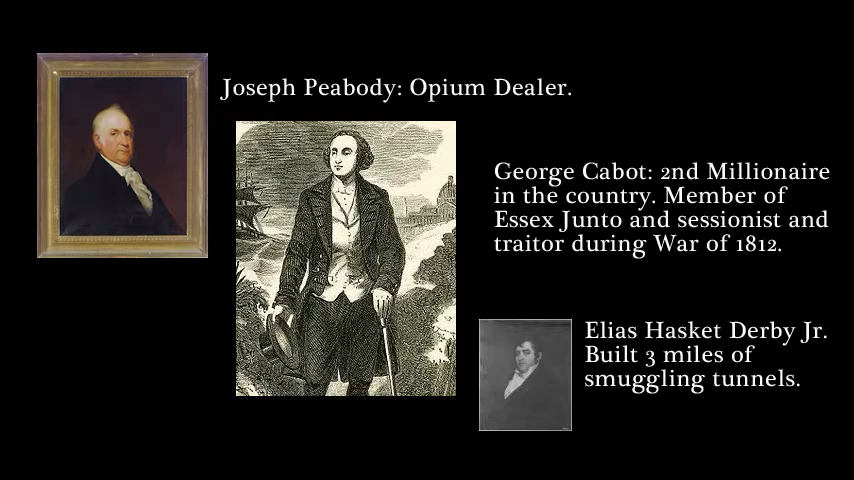 Joseph Peabody: Opium Dealer.
George Cabot: 2nd Millionaire
in the country. Member of
Essex Junto and sessionist and
traitor during War of 1812.
Elias Hasket Derby Jr.
Built 3 miles of
smuggling tunnels.